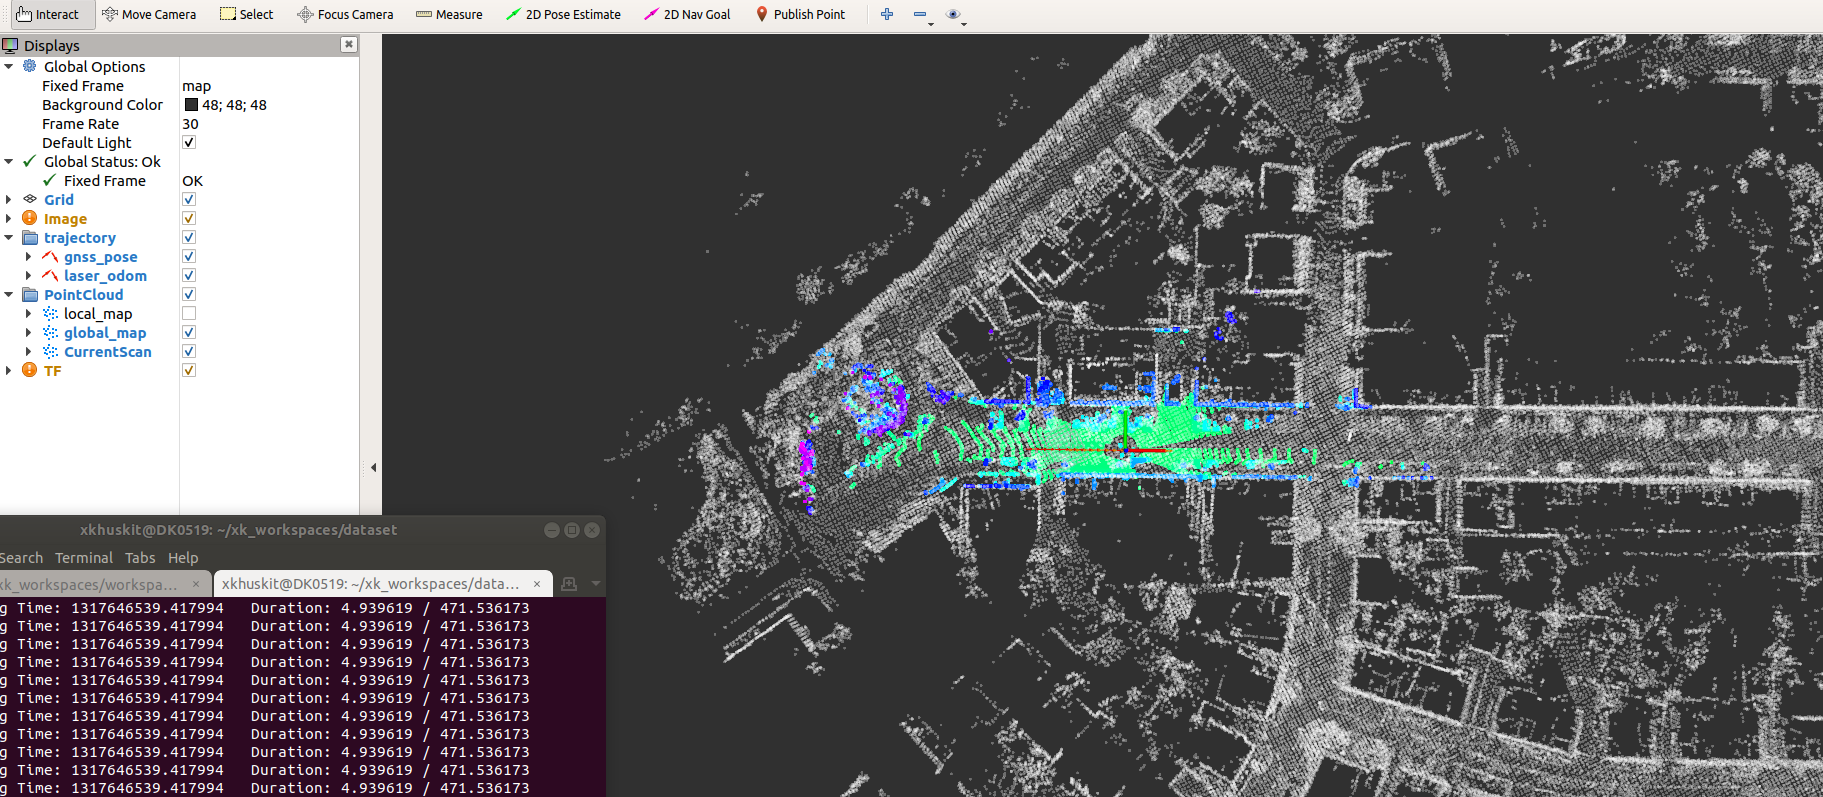 Interact Move Camera Select Focus Camera Measure 2D Pose Estimate 2D Nav Goal Publish Point
Displays
Global Options
Fixed Frame map
Background Color 48; 48; 48
Frame Rate 30
Default Light
Global Status: Ok
Fixed Frame OK
Grid
Image
trajectory
gnss_pose
laser_odom
PointCloud
local_map
global_map
CurrentScan
TF
xkhuskit@DK0519: ~/xk_workspaces/dataset
Search Terminal Tabs Help
xk_workspaces/workspa... × xkhuskit@DK0519: ~/xk_workspaces/data... ×
g Time: 1317646539.417994 Duration: 4.939619 / 471.536173
g Time: 1317646539.417994 Duration: 4.939619 / 471.536173
g Time: 1317646539.417994 Duration: 4.939619 / 471.536173
g Time: 1317646539.417994 Duration: 4.939619 / 471.536173
g Time: 1317646539.417994 Duration: 4.939619 / 471.536173
g Time: 1317646539.417994 Duration: 4.939619 / 471.536173
g Time: 1317646539.417994 Duration: 4.939619 / 471.536173
g Time: 1317646539.417994 Duration: 4.939619 / 471.536173
g Time: 1317646539.417994 Duration: 4.939619 / 471.536173
g Time: 1317646539.417994 Duration: 4.939619 / 471.536173
g Time: 1317646539.417994 Duration: 4.939619 / 471.536173